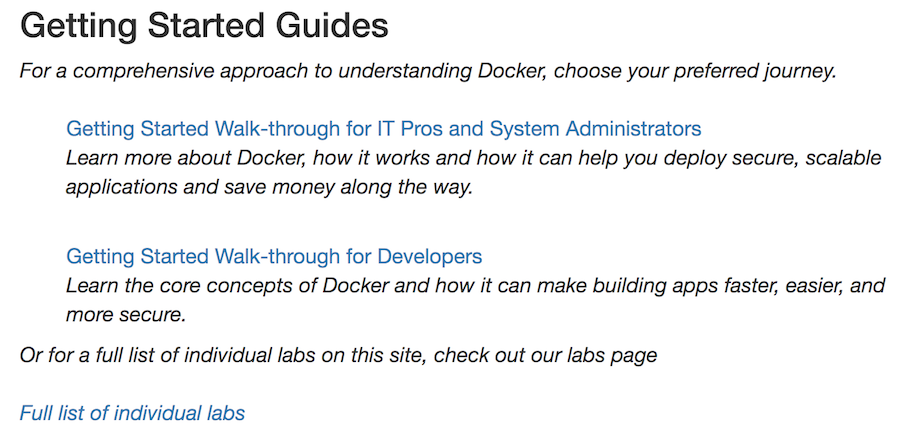 Getting Started Guides
For a comprehensive approach to understanding Docker, choose your preferred journey.
Getting Started Walk-through for IT Pros and System Administrators
Learn more about Docker, how it works and how it can help you deploy secure, scalable
applications and save money along the way.
Getting Started Walk-through for Developers
Learn the core concepts of Docker and how it can make building apps faster, easier, and
more secure.
Or for a full list of individual labs on this site, check out our labs page
Full list of individual labs